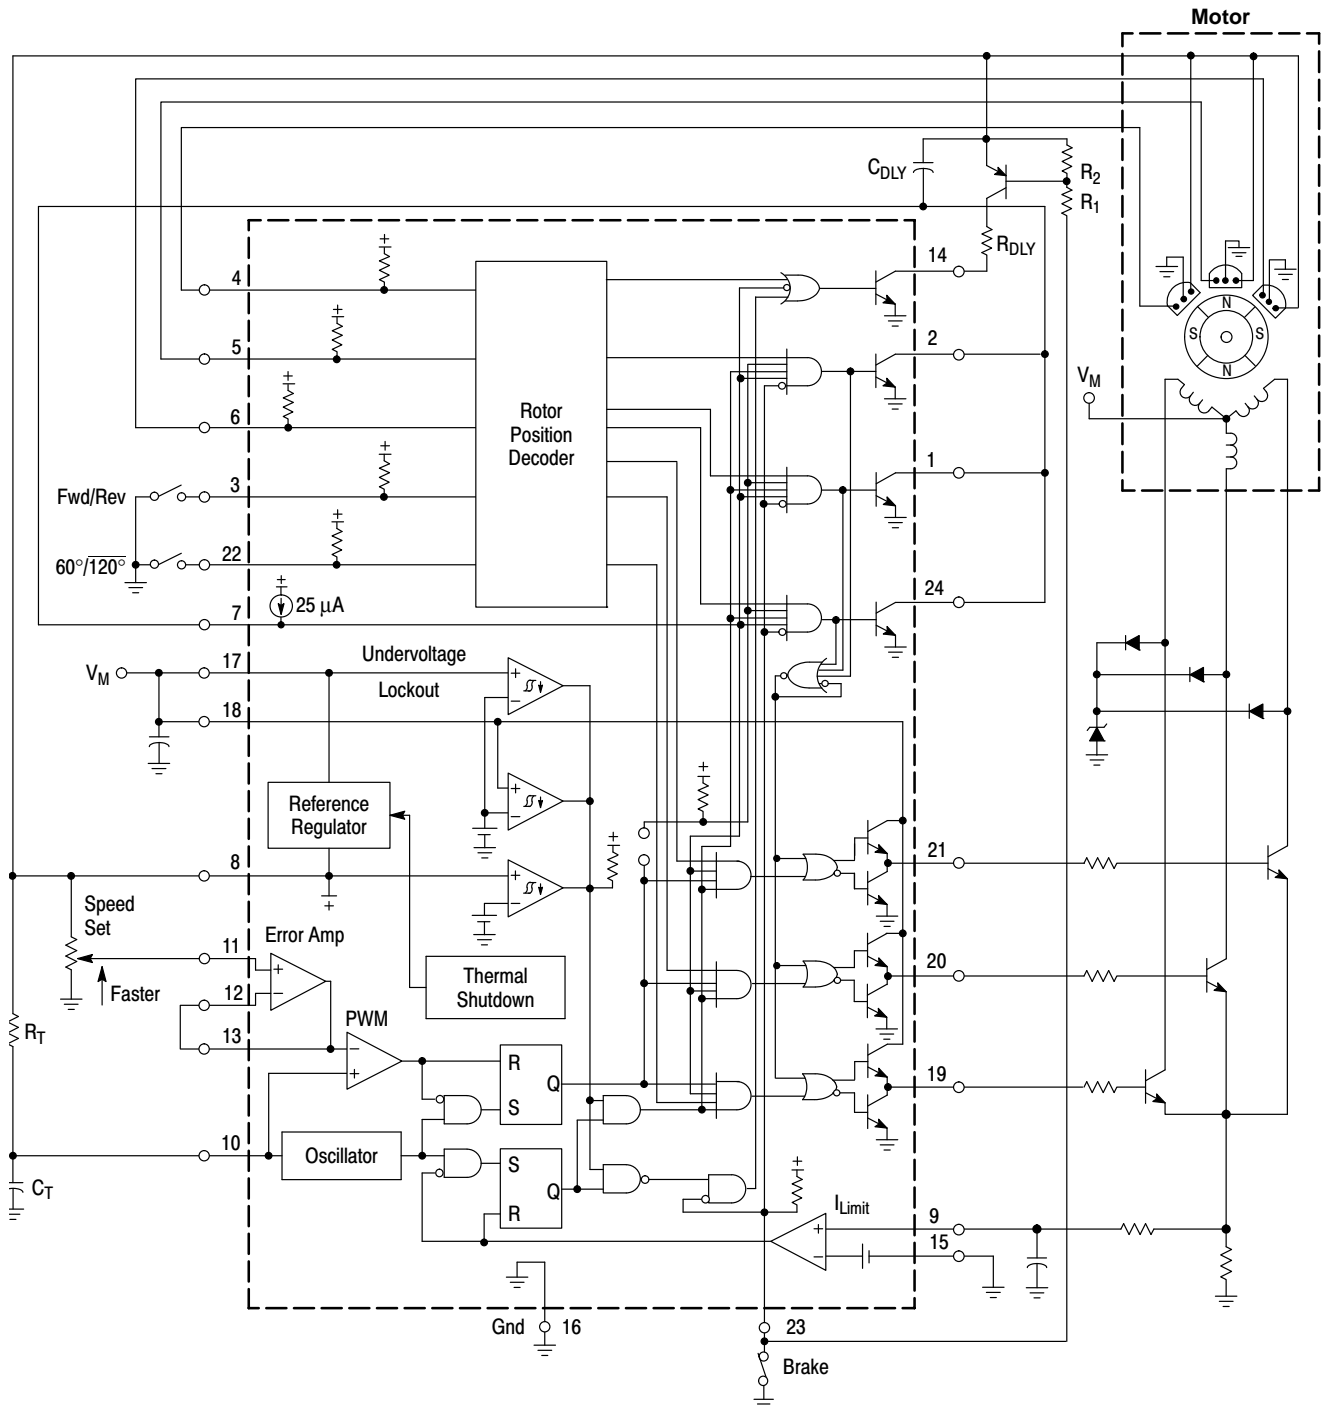 Motor
C_DLY
R_2
R_1
R_DLY
14
4
2
5
N
S
S
N
V_M
6
Rotor
Position
Decoder
1
Fwd/Rev
3
60°/1̅2̅0̅°̅
22
24
25 µA
7
V_M
17
Undervoltage
Lockout
18
Reference
Regulator
21
8
Speed
Set
Error Amp
11
20
Faster
12
Thermal
Shutdown
R_T
13
PWM
R
Q
S
19
10
Oscillator
S
Q
R
C_T
I_Limit
9
15
Gnd
16
23
Brake